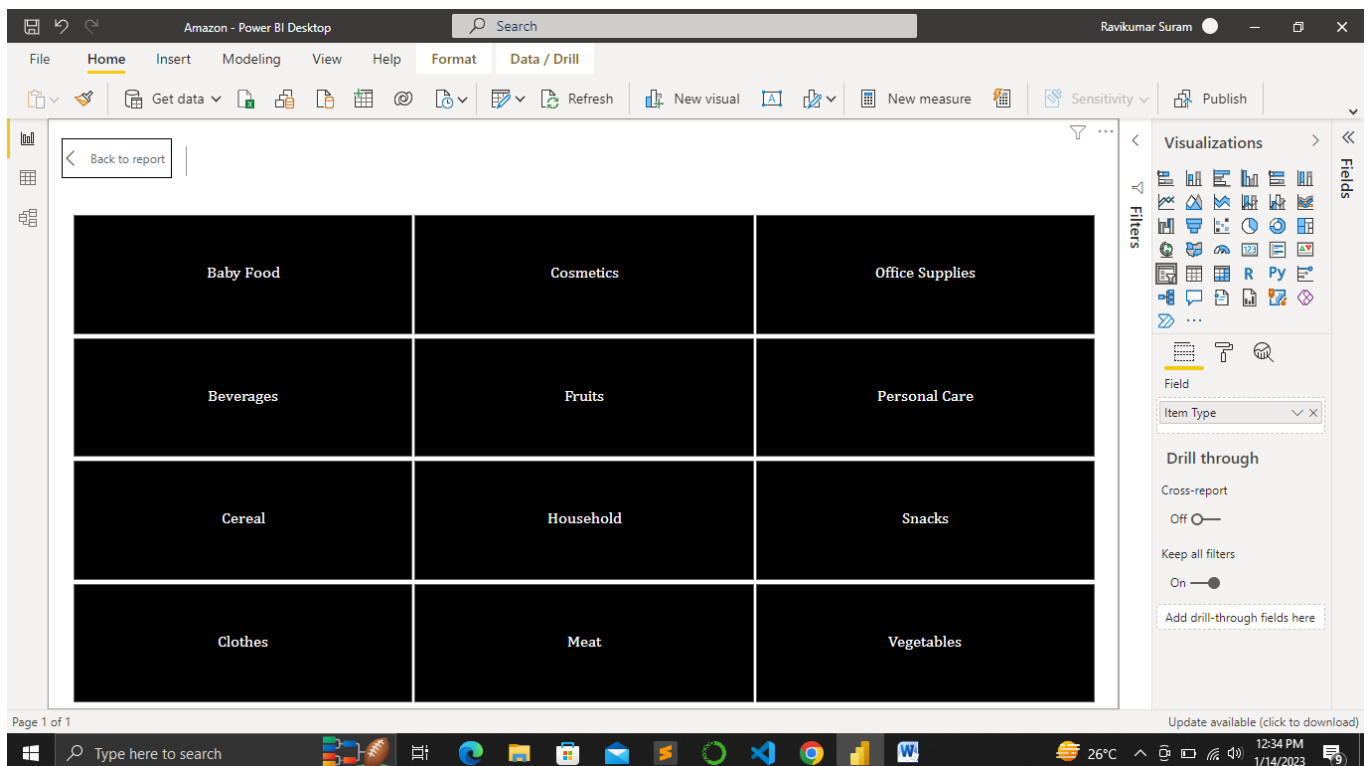 Amazon - Power BI Desktop
Search
Ravikumar Suram
File Home Insert Modeling View Help Format Data / Drill
Get data Refresh New visual New measure Sensitivity Publish
Back to report
Baby Food Cosmetics Office Supplies
Beverages Fruits Personal Care
Cereal Household Snacks
Clothes Meat Vegetables
Filters
Visualizations
Fields
123
R Py
Field
Item Type
Drill through
Cross-report
Off
Keep all filters
On
Add drill-through fields here
Page 1 of 1
Update available (click to download)
Type here to search
26°C
12:34 PM
1/14/2023
9